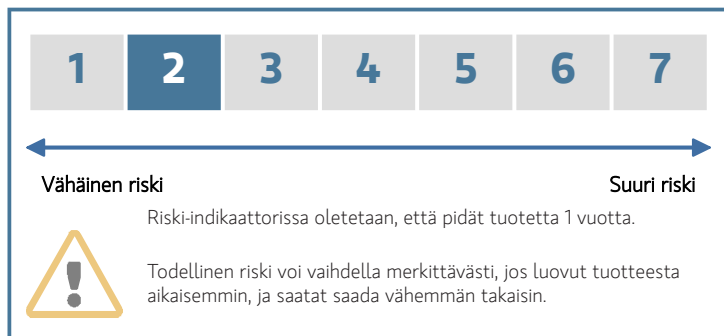 1 2 3 4 5 6 7
Vähäinen riski Suuri riski
Riski-indikaattorissa oletetaan, että pidät tuotetta 1 vuotta.
Todellinen riski voi vaihdella merkittävästi, jos luovut tuotteesta
aikaisemmin, ja saatat saada vähemmän takaisin.